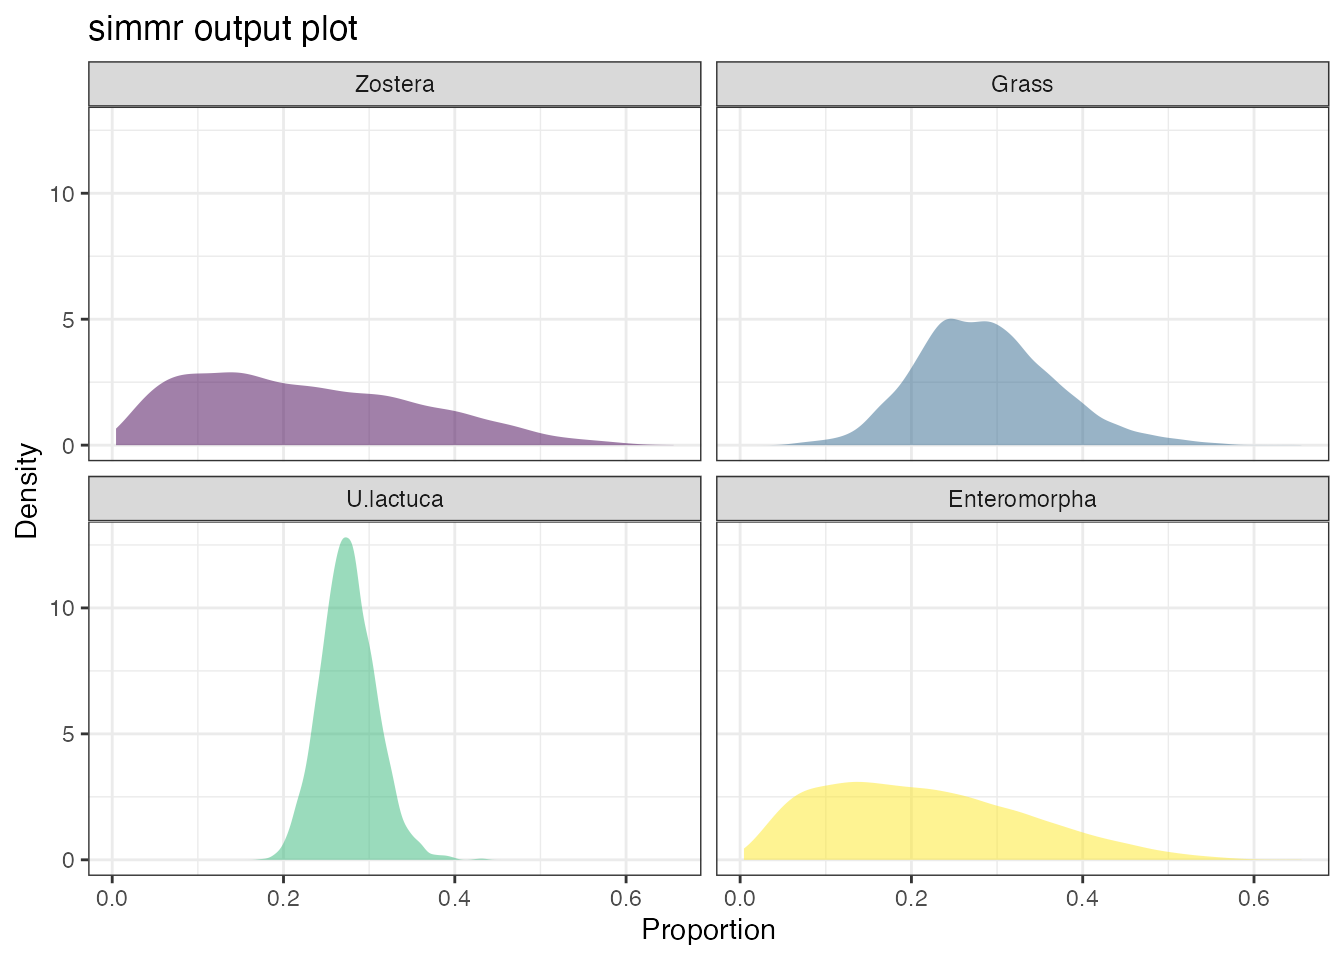 simmr output plot
Zostera
Grass
10
5
0
U.lactuca
Enteromorpha
10
5
0
0.0 0.2 0.4 0.6 0.0 0.2 0.4 0.6
Proportion
Density